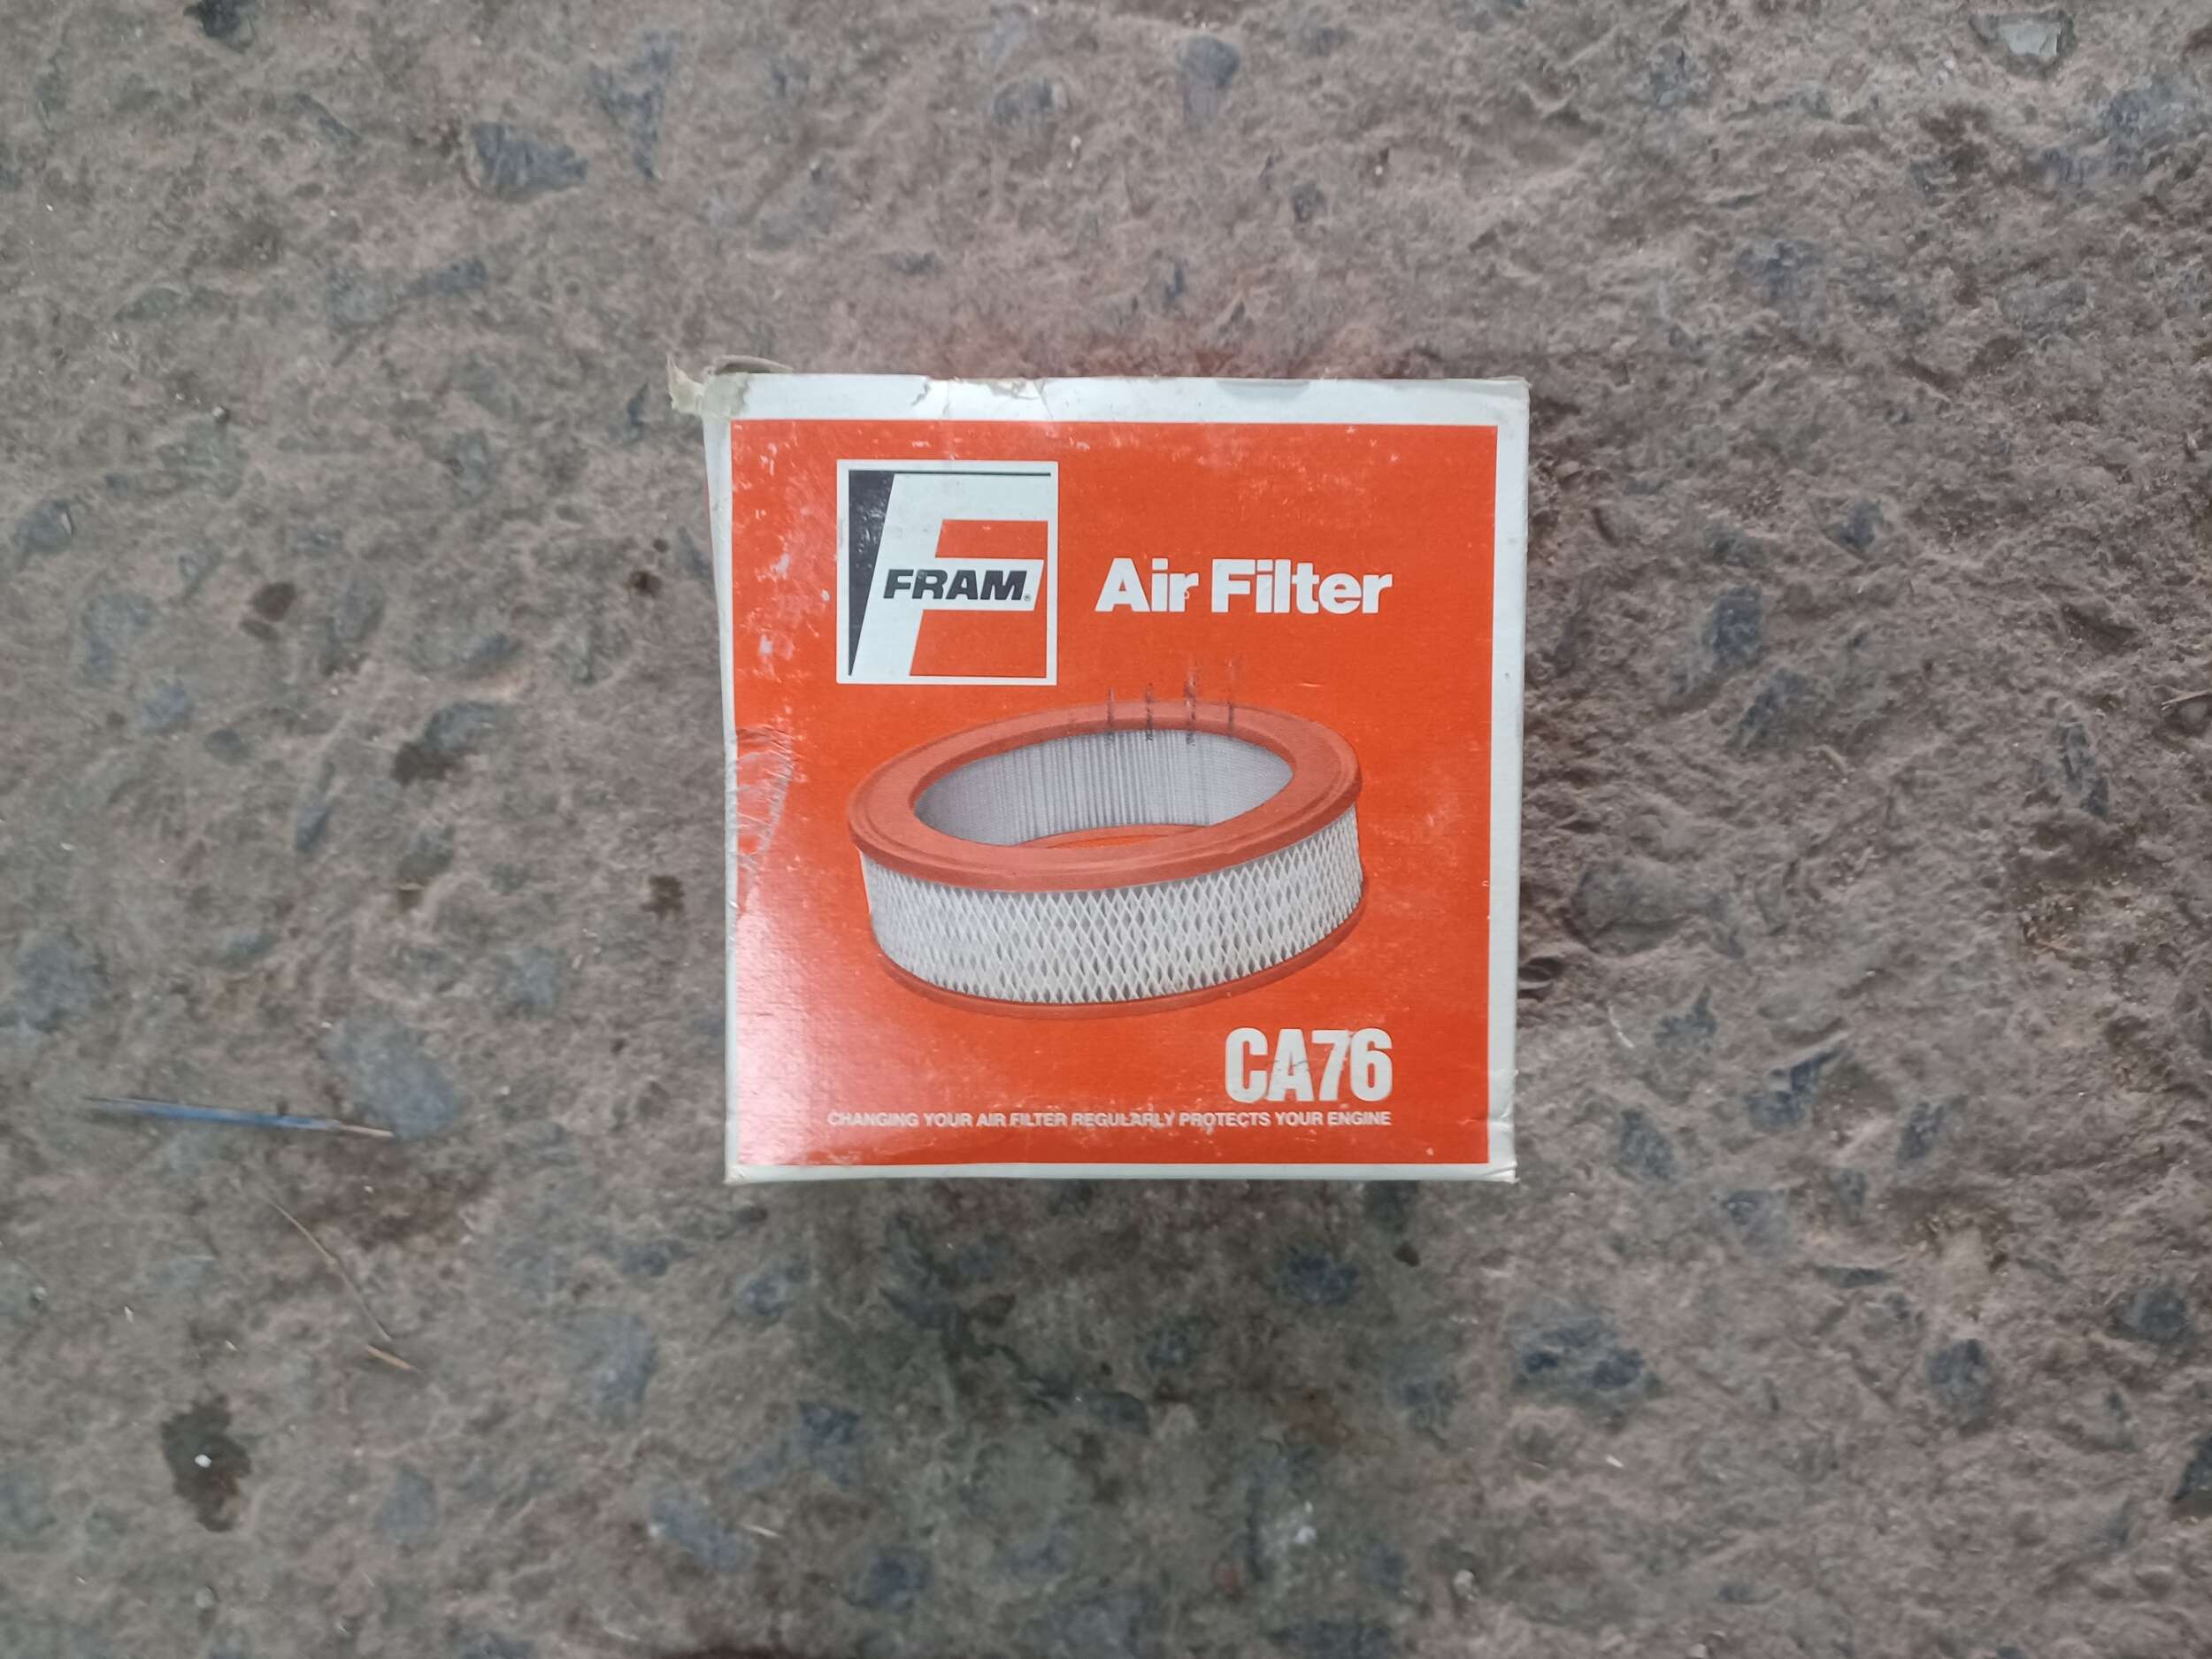 FRAM®
Air Filter
CA76
CHANGING YOUR AIR FILTER REGULARLY PROTECTS YOUR ENGINE